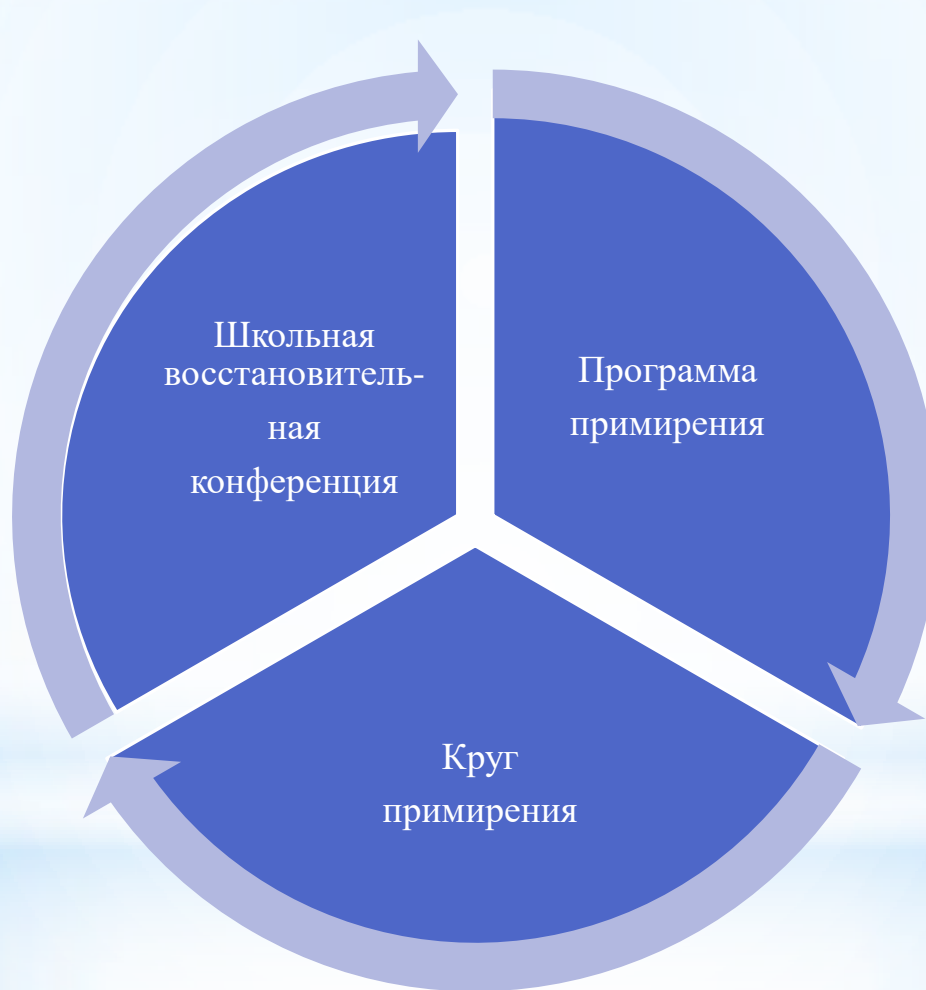 Школьная
восстановитель-
ная
конференция
Программа
примирения
Круг
примирения